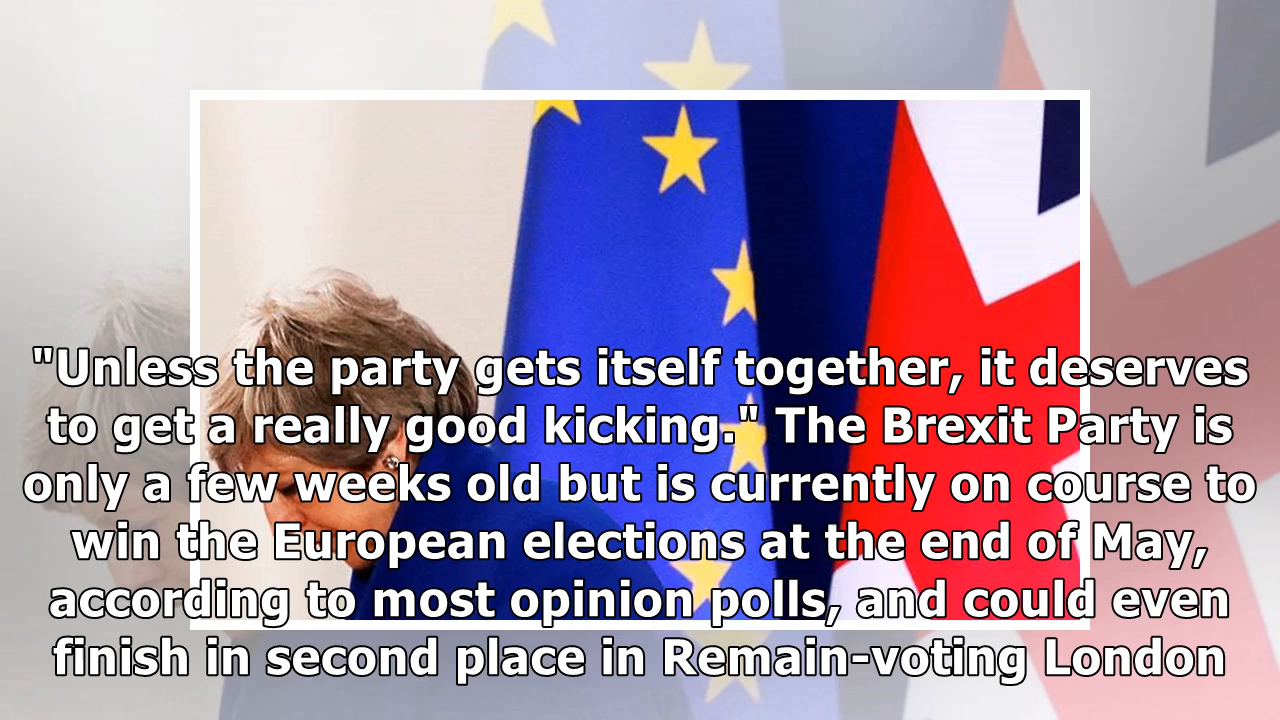 "Unless the party gets itself together, it deserves
to get a really good kicking." The Brexit Party is
only a few weeks old but is currently on course to
win the European elections at the end of May,
according to most opinion polls, and could even
finish in second place in Remain-voting London